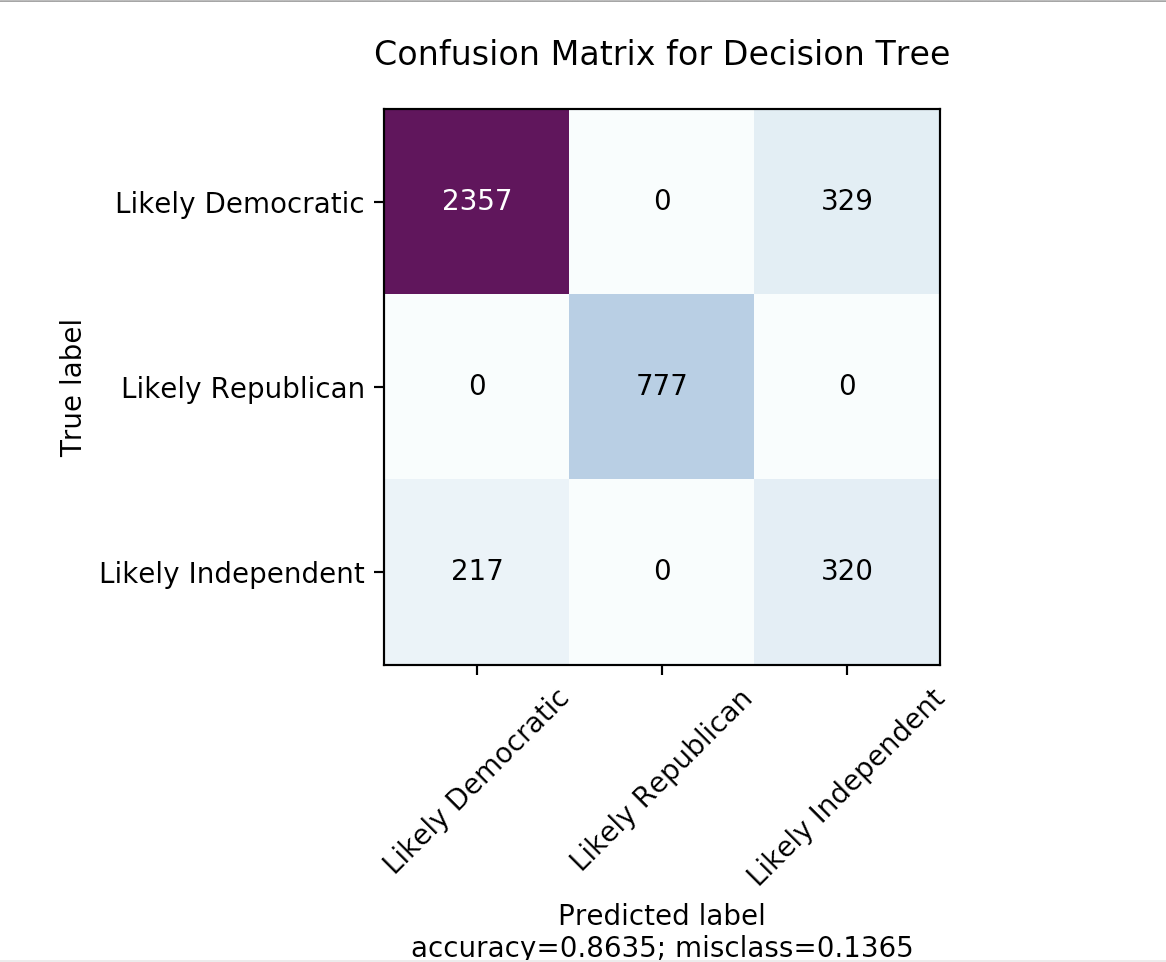 Confusion Matrix for Decision Tree
Likely Democratic 2357 0 329
True label
Likely Republican 0 777 0
Likely Independent 217 0 320
Likely Democratic Likely Republican Likely Independent
Predicted label
accuracy=0.8635; misclass=0.1365